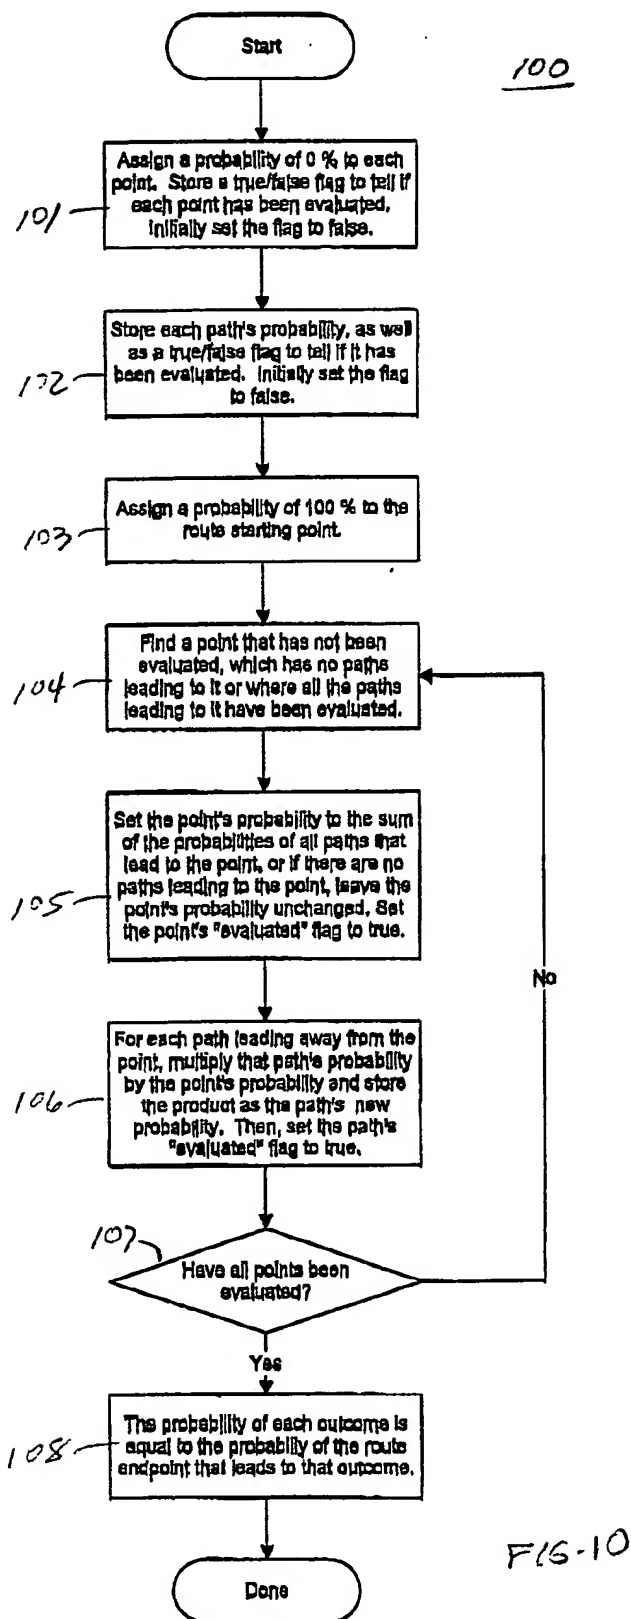 Start
100
Assign a probability of 0 % to each
point. Store a true/false flag to tell if
each point has been evaluated.
Initially set the flag to false.
101
Store each path's probability, as well
as a true/false flag to tell if it has
been evaluated. Initially set the flag
to false.
102
Assign a probability of 100 % to the
route starting point.
103
Find a point that has not been
evaluated, which has no paths
leading to it or where all the paths
leading to it have been evaluated.
104
Set the point's probability to the sum
of the probabilities of all paths that
lead to the point, or if there are no
paths leading to the point, leave the
point's probability unchanged. Set
the point's "evaluated" flag to true.
105
No
For each path leading away from the
point, multiply that path's probability
by the point's probability and store
the product as the path's new
probability. Then, set the path's
"evaluated" flag to true.
106
107
Have all points been
evaluated?
Yes
The probability of each outcome is
equal to the probabliy of the route
endpoint that leads to that outcome.
108
Done
FIG-10